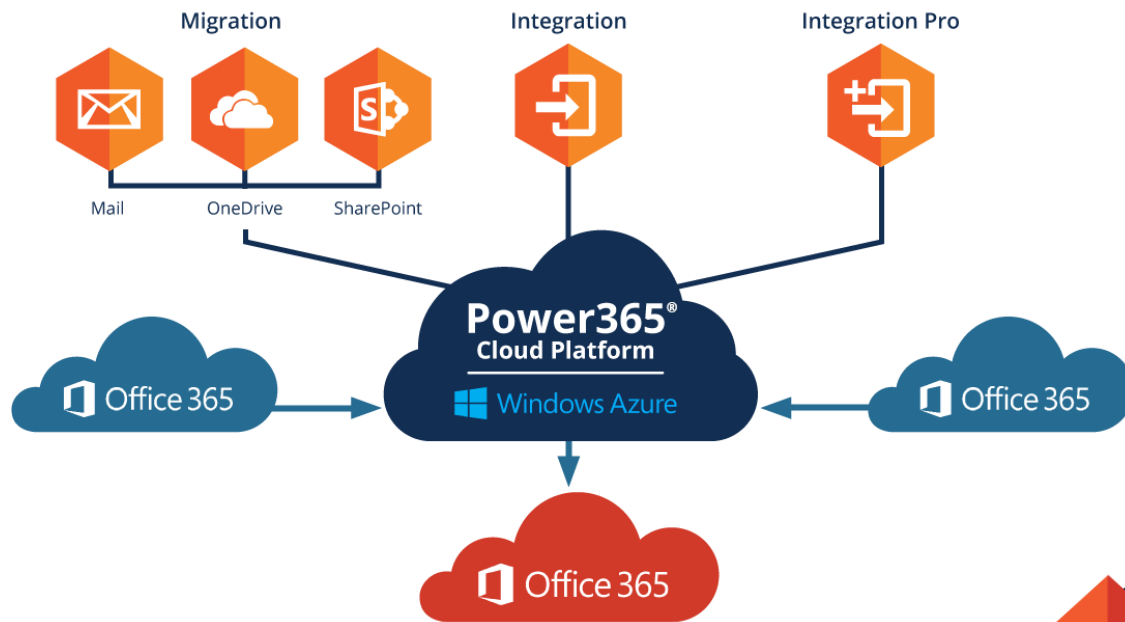 Migration
Integration
Integration Pro
S
Mail
OneDrive
SharePoint
Power365®
Cloud Platform
Windows Azure
Office 365
Office 365
Office 365